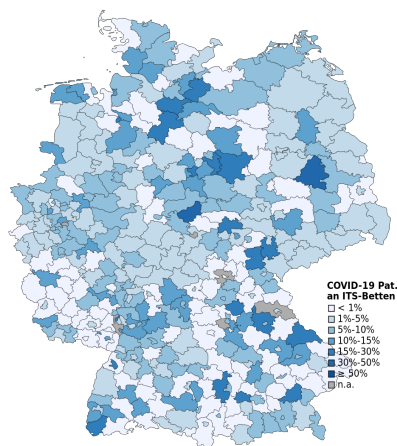 COVID-19 Pat.
an ITS-Betten
< 1%
1%-5%
5%-10%
10%-15%
15%-30%
30%-50%
≥ 50%
n.a.